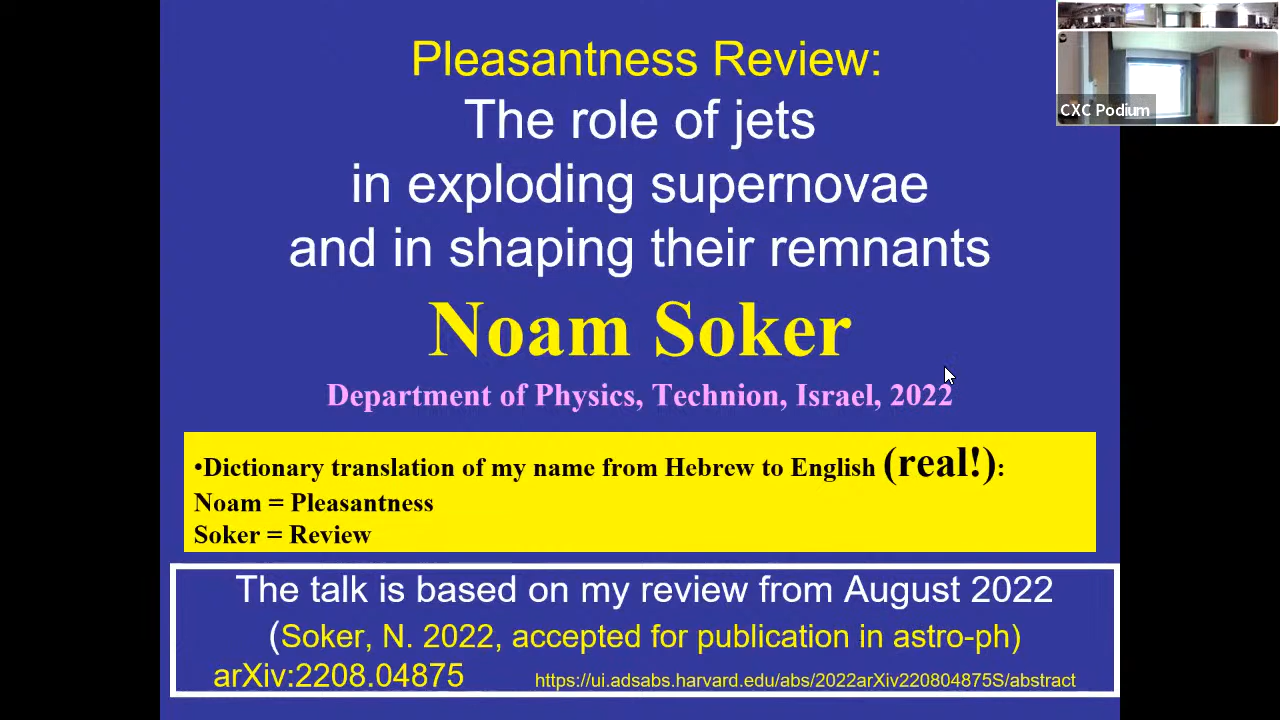 Pleasantness Review:
The role of jets
in exploding supernovae
and in shaping their remnants
Noam Soker
Department of Physics, Technion, Israel, 2022
•Dictionary translation of my name from Hebrew to English (real!):
Noam = Pleasantness
Soker = Review
The talk is based on my review from August 2022
(Soker, N. 2022, accepted for publication in astro-ph)
arXiv:2208.04875 https://ui.adsabs.harvard.edu/abs/2022arXiv220804875S/abstract
CXC Podium